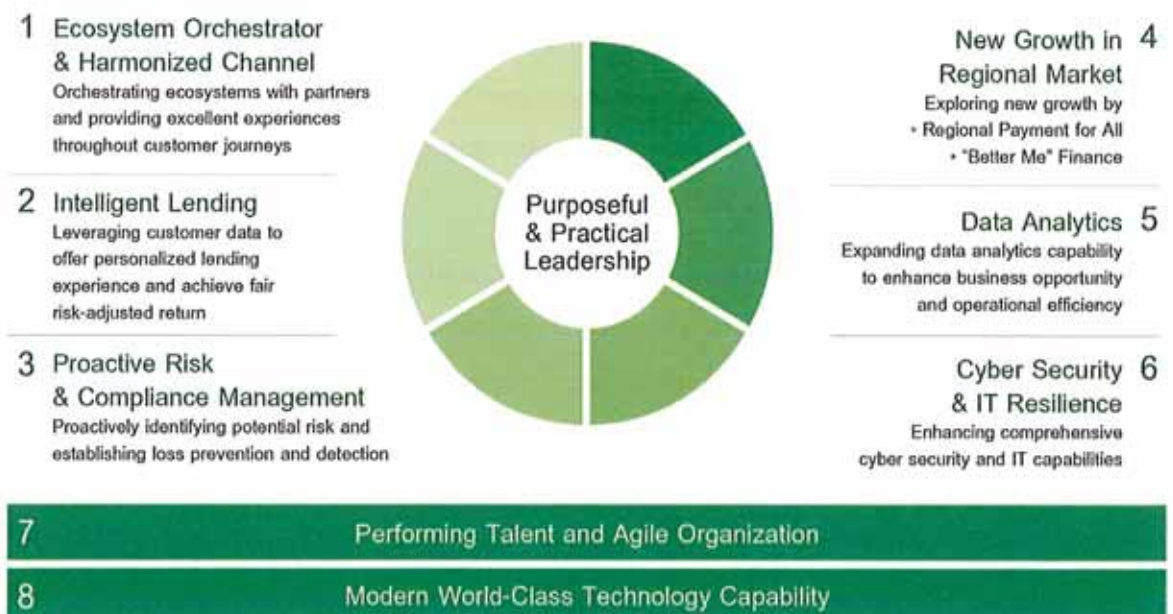 1 Ecosystem Orchestrator
& Harmonized Channel
Orchestrating ecosystems with partners
and providing excellent experiences
throughout customer journeys
2 Intelligent Lending
Leveraging customer data to
offer personalized lending
experience and achieve fair
risk-adjusted return
3 Proactive Risk
& Compliance Management
Proactively identifying potential risk and
establishing loss prevention and detection
Purposeful
& Practical
Leadership
New Growth in 4
Regional Market
Exploring new growth by
• Regional Payment for All
• "Better Me" Finance
Data Analytics 5
Expanding data analytics capability
to enhance business opportunity
and operational efficiency
Cyber Security 6
& IT Resilience
Enhancing comprehensive
cyber security and IT capabilities
7 Performing Talent and Agile Organization
8 Modern World-Class Technology Capability